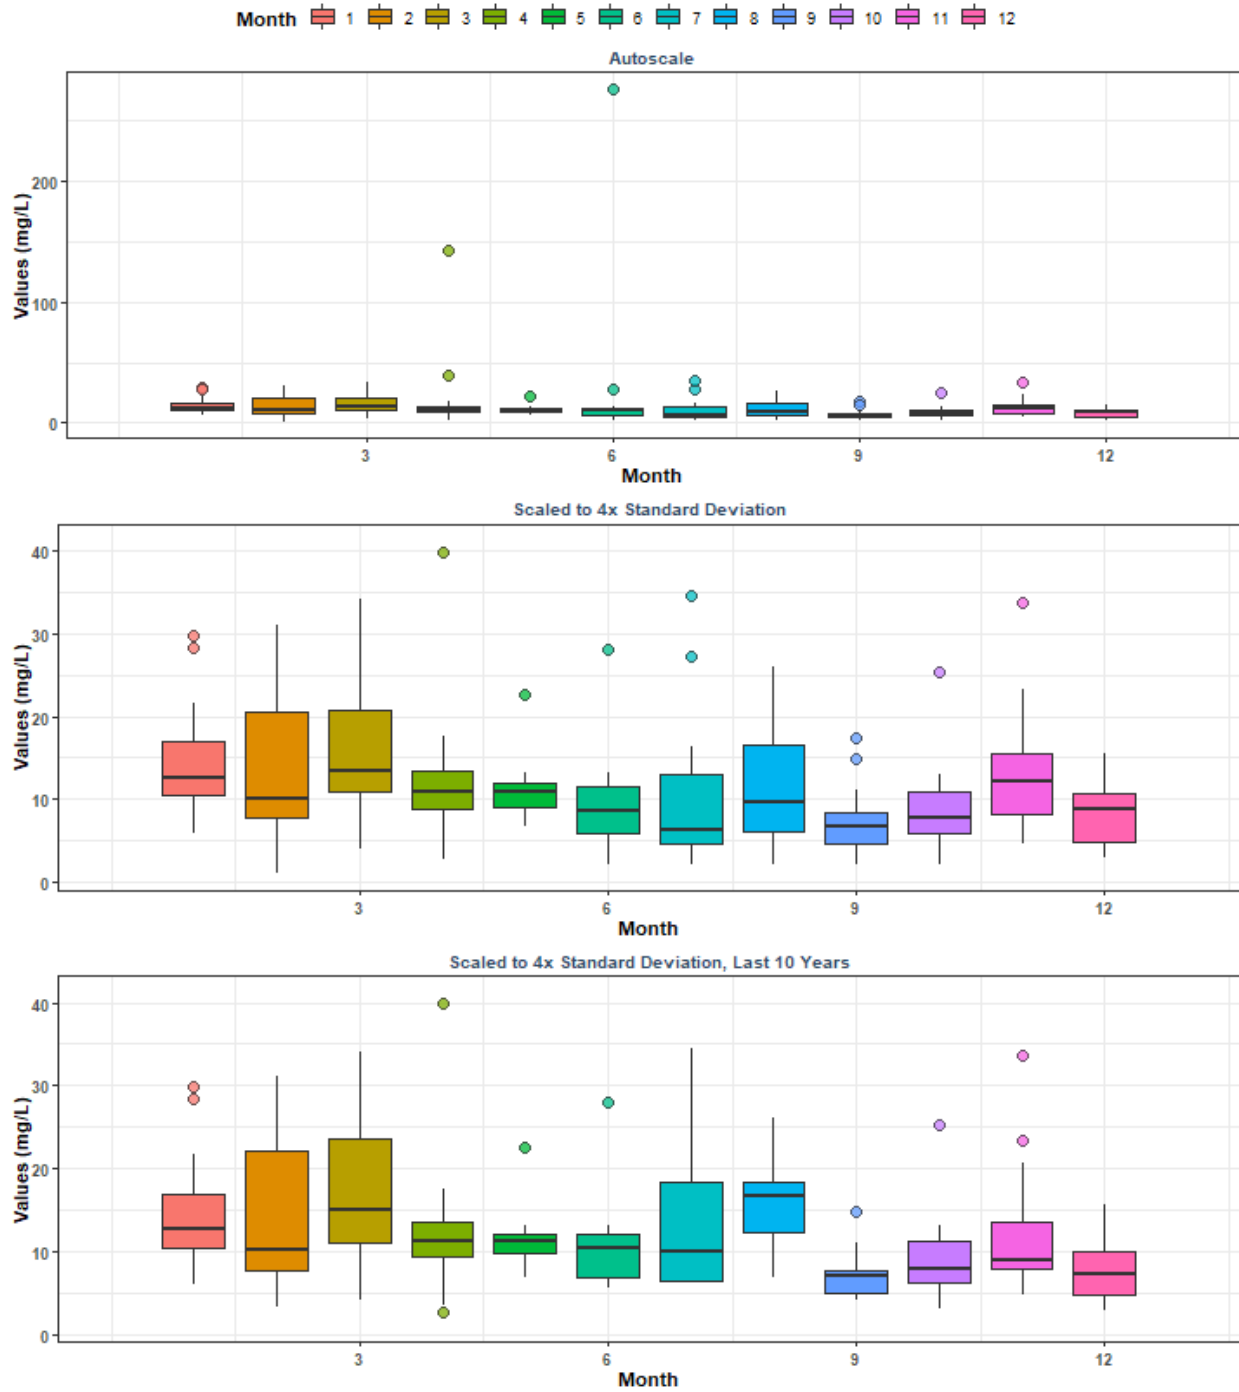 Month 1 2 3 4 5 6 7 8 9 10 11 12
Autoscale
Values (mg/L)
200
100
0
3 6 9 12
Month
Scaled to 4x Standard Deviation
Values (mg/L)
40
30
20
10
0
3 6 9 12
Month
Scaled to 4x Standard Deviation, Last 10 Years
Values (mg/L)
40
30
20
10
0
3 6 9 12
Month